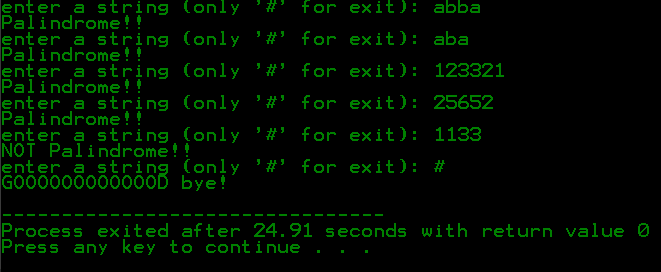 enter a string (only '#' for exit): abba
Palindrome!!
enter a string (only '#' for exit): aba
Palindrome!!
enter a string (only '#' for exit): 123321
Palindrome!!
enter a string (only '#' for exit): 25652
Palindrome!!
enter a string (only '#' for exit): 1133
NOT Palindrome!!
enter a string (only '#' for exit): #
GOOOOOOOOOOOOOD bye!
--------------------------------
Process exited after 24.91 seconds with return value 0
Press any key to continue . . .